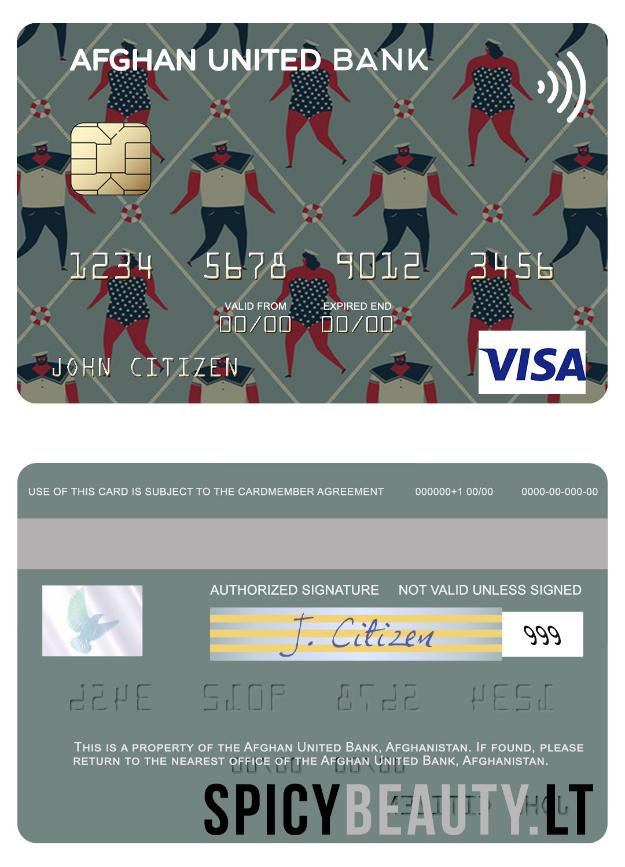 AFGHAN UNITED BANK
1234 5678 9012 3456
VALID FROM EXPIRED END
00/00 00/00
JOHN CITIZEN
VISA
USE OF THIS CARD IS SUBJECT TO THE CARDMEMBER AGREEMENT 000000+1 00/00 0000-00-000-00
AUTHORIZED SIGNATURE NOT VALID UNLESS SIGNED
J. Citizen 999
THIS IS A PROPERTY OF THE AFGHAN UNITED BANK, AFGHANISTAN. IF FOUND, PLEASE
RETURN TO THE NEAREST OFFICE OF THE AFGHAN UNITED BANK, AFGHANISTAN.
SPICYBEAUTY.LT